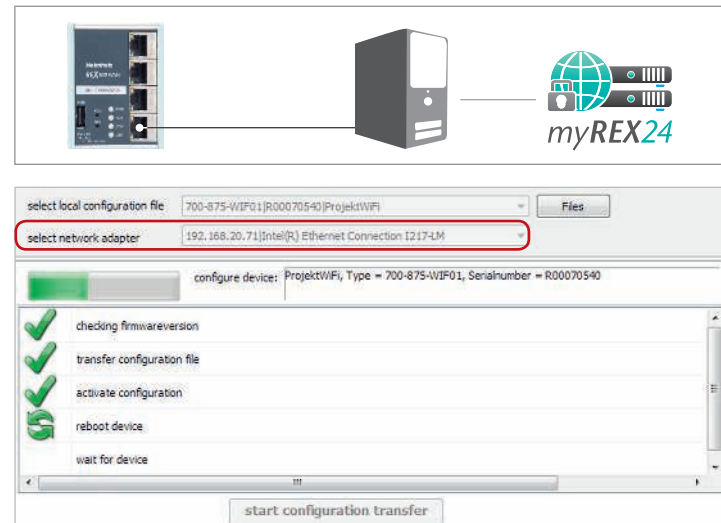 Helmholz
REX
myREX24
select local configuration file 700-875-WIF01|R00070540|ProjektWiFi Files
select network adapter 192.168.20.71|Intel(R) Ethernet Connection I217-LM
configure device: ProjektWiFi, Type = 700-875-WIF01, Serialnumber = R00070540
checking firmwareversion
transfer configuration file
activate configuration
reboot device
wait for device
start configuration transfer